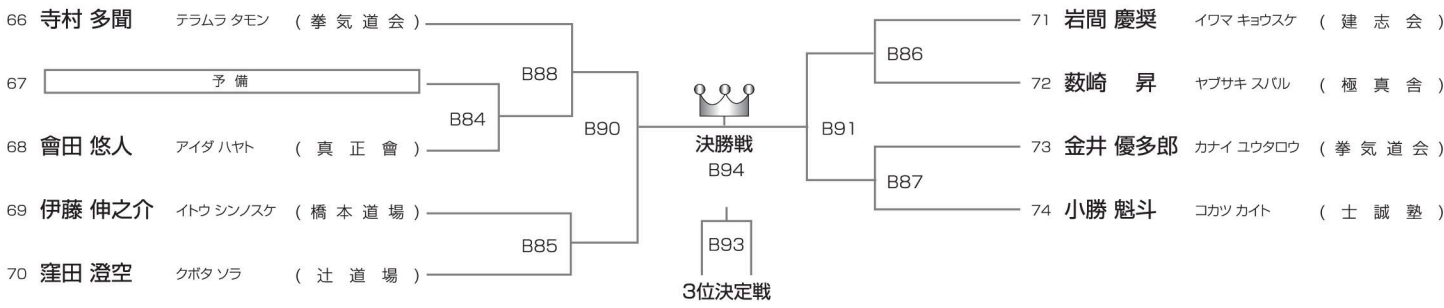 66 寺村 多聞 テラムラ タモン (拳気道会)
67 予備
68 會田 悠人 アイダ ハヤト (真正會)
69 伊藤 伸之介 イトウ シンノスケ (橋本道場)
70 窪田 澄空 クボタ ソラ (辻道場)
B88
B84
B90
B85
決勝戦
B94
B93
3位決定戦
B86
B91
B87
71 岩間 慶奨 イワマ キョウスケ (建志会)
72 薮崎 昇 ヤブサキ スバル (極真舎)
73 金井 優多郎 カナイ ユウタロウ (拳気道会)
74 小勝 魁斗 コカツ カイト (士誠塾)